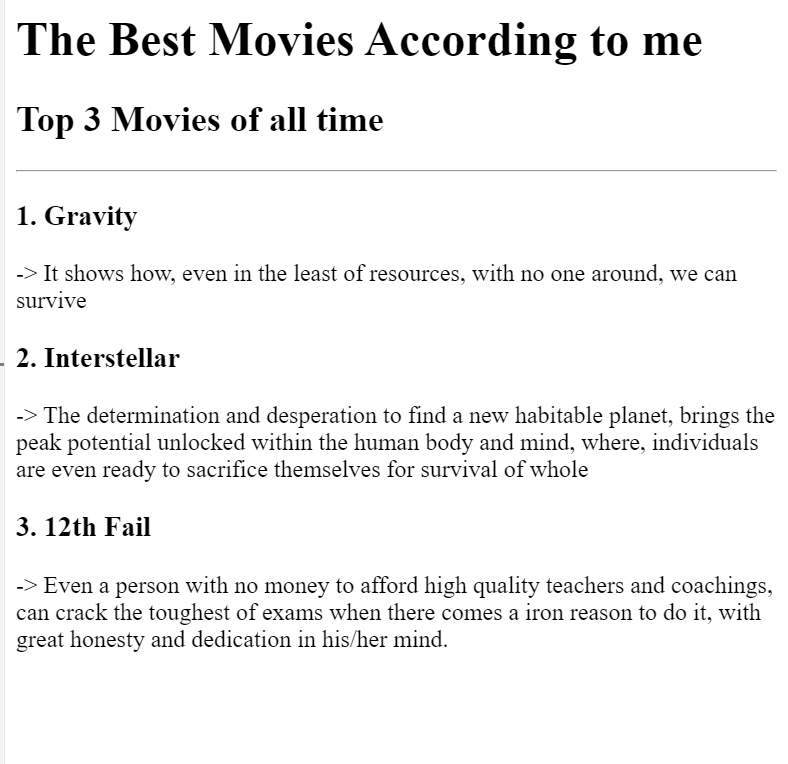 The Best Movies According to me
Top 3 Movies of all time
1. Gravity
-> It shows how, even in the least of resources, with no one around, we can
survive
2. Interstellar
-> The determination and desperation to find a new habitable planet, brings the
peak potential unlocked within the human body and mind, where, individuals
are even ready to sacrifice themselves for survival of whole
3. 12th Fail
-> Even a person with no money to afford high quality teachers and coachings,
can crack the toughest of exams when there comes a iron reason to do it, with
great honesty and dedication in his/her mind.